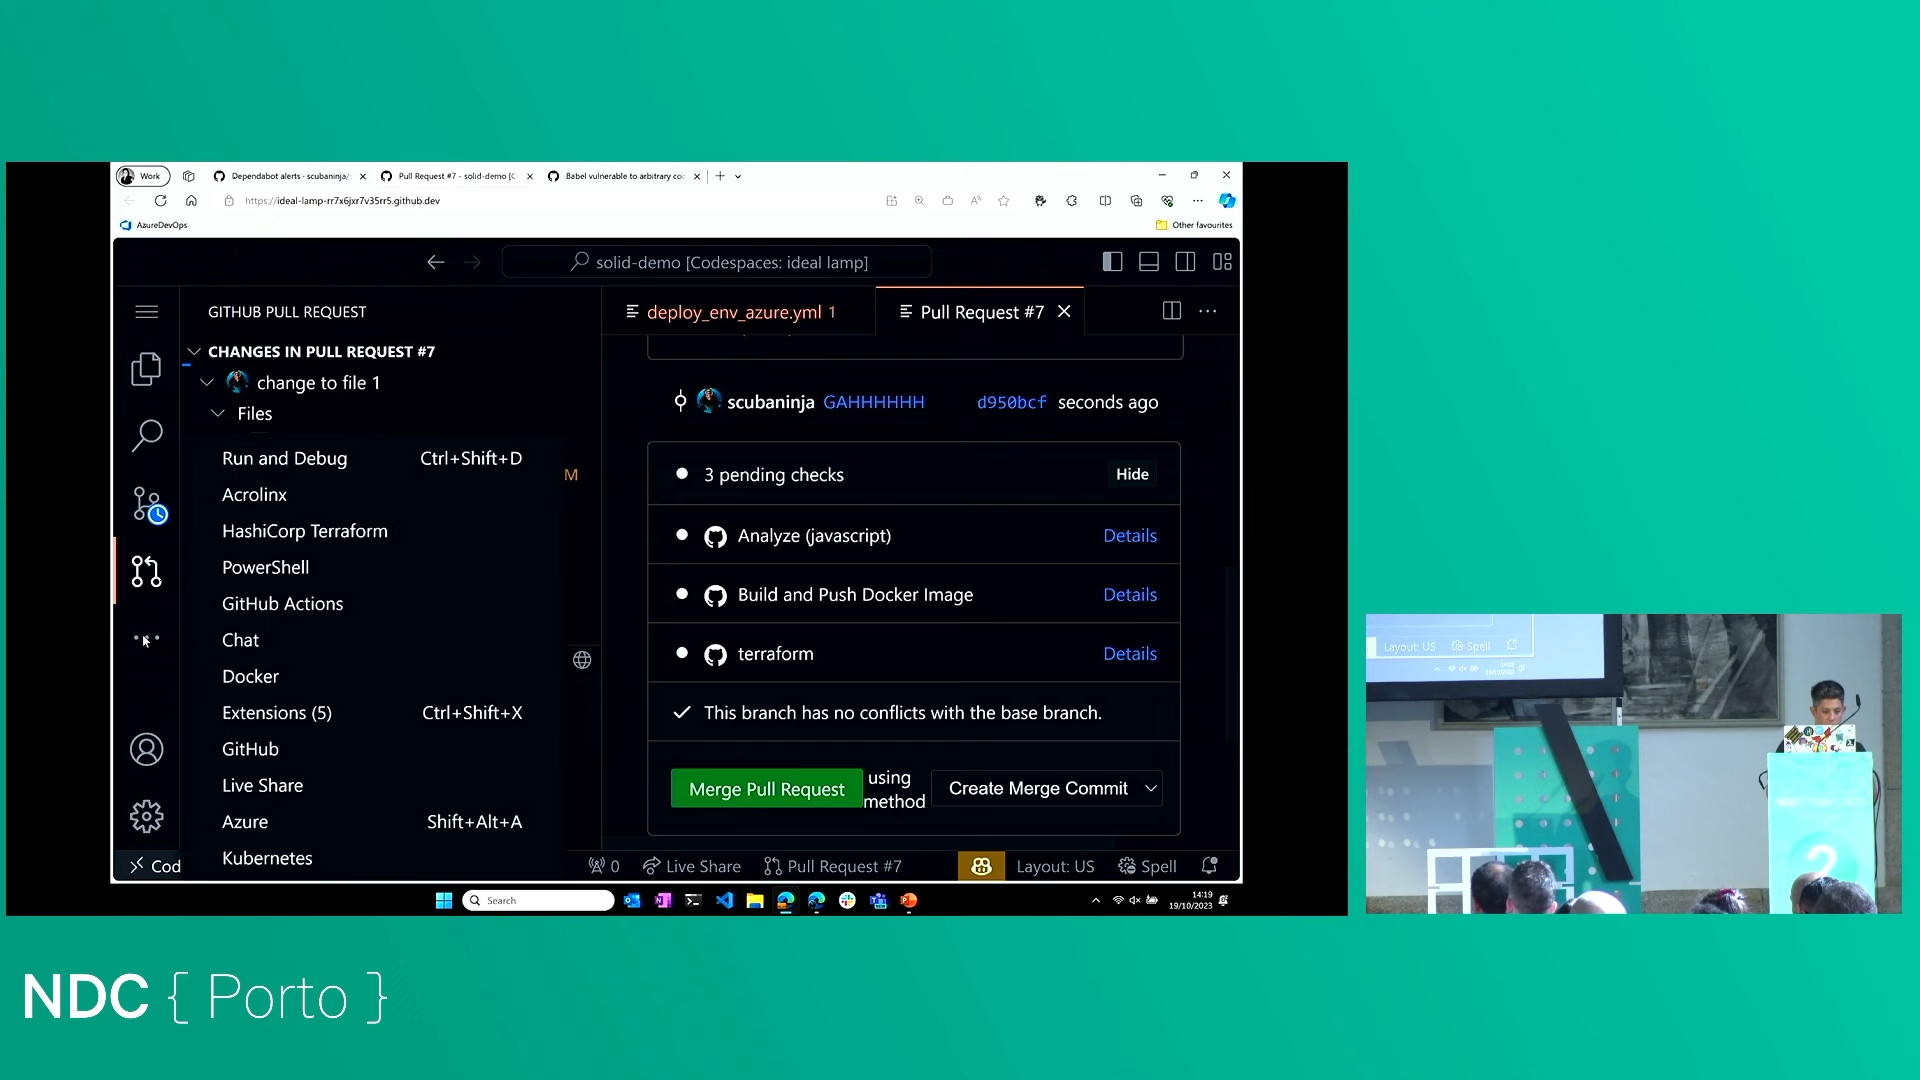 Work
Dependabot alerts - scubaninja/
Pull Request #7 - solid-demo [C
Babel vulnerable to arbitrary co
https://ideal-lamp-rr7x6jxr7v35rr5.github.dev
AzureDevOps
Other favourites
solid-demo [Codespaces: ideal lamp]
GITHUB PULL REQUEST
deploy_env_azure.yml 1
Pull Request #7
CHANGES IN PULL REQUEST #7
change to file 1
Files
Run and Debug Ctrl+Shift+D
M
Acrolinx
HashiCorp Terraform
PowerShell
GitHub Actions
Chat
Docker
Extensions (5) Ctrl+Shift+X
GitHub
Live Share
Azure Shift+Alt+A
Kubernetes
scubaninja GAHHHHHH d950bcf seconds ago
3 pending checks Hide
Analyze (javascript) Details
Build and Push Docker Image Details
terraform Details
This branch has no conflicts with the base branch.
Merge Pull Request using method Create Merge Commit
Cod
0
Live Share
Pull Request #7
Layout: US
Spell
Search
14:19
19/10/2023
Layout: US Spell
2
NDC { Porto }